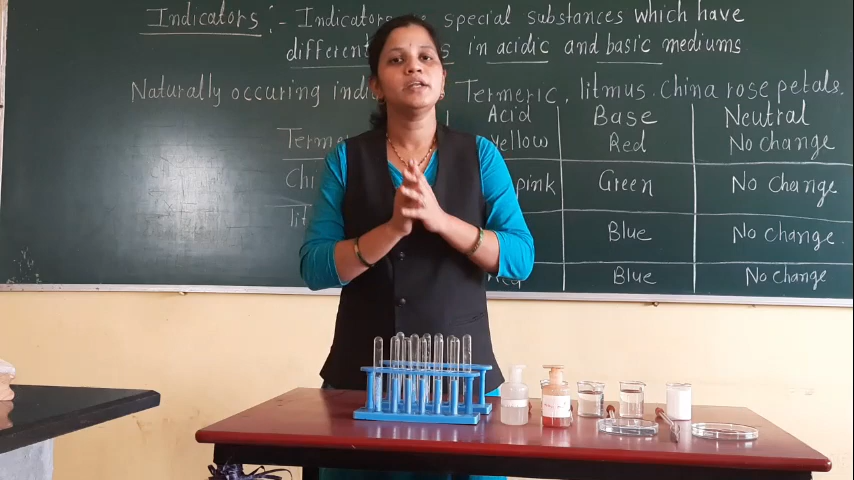 Indicators :- Indicators special substances which have
different in acidic and basic mediums
Naturally occurring Termeric, litmus, china rose petals.
Acid Base Neutral
Yellow Red No change
pink Green No change
Blue No change.
Blue No change